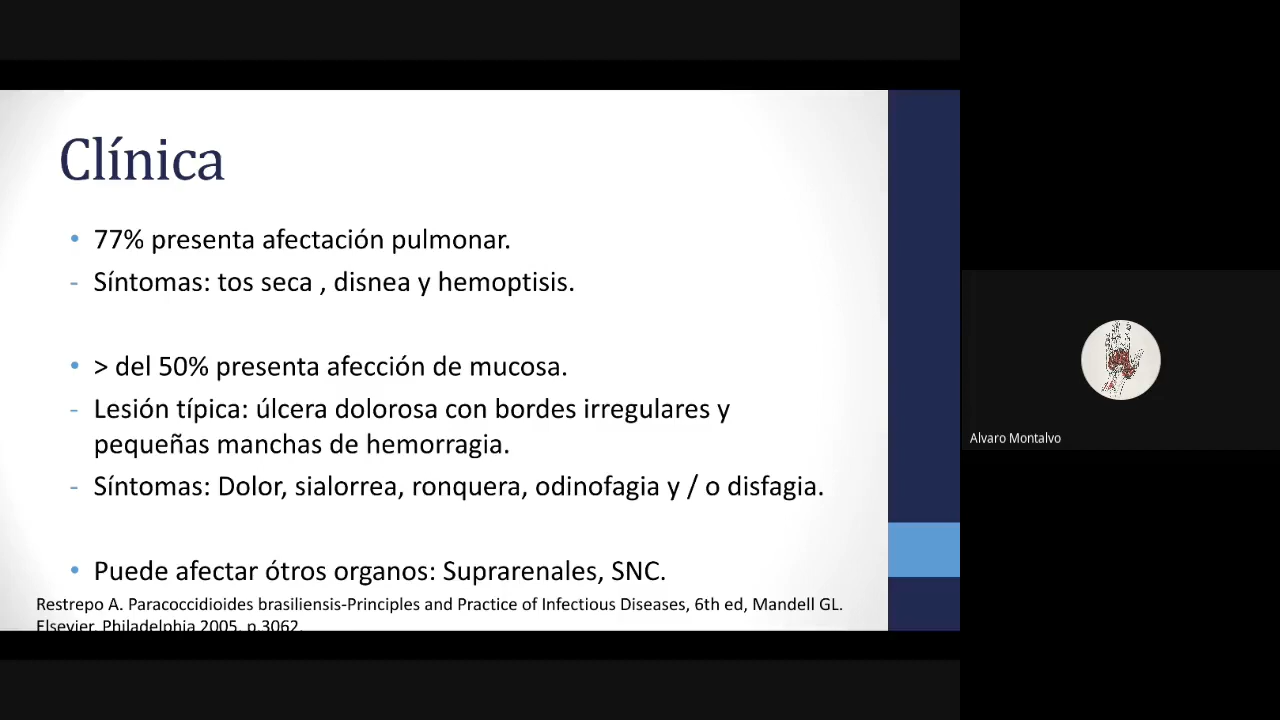 Clínica
• 77% presenta afectación pulmonar.
- Síntomas: tos seca , disnea y hemoptisis.
• > del 50% presenta afección de mucosa.
- Lesión típica: úlcera dolorosa con bordes irregulares y
pequeñas manchas de hemorragia.
- Síntomas: Dolor, sialorrea, ronquera, odinofagia y / o disfagia.
• Puede afectar ótros organos: Suprarenales, SNC.
Restrepo A. Paracoccidioides brasiliensis-Principles and Practice of Infectious Diseases, 6th ed, Mandell GL.
Elsevier, Philadelphia 2005. p.3062.
Alvaro Montalvo